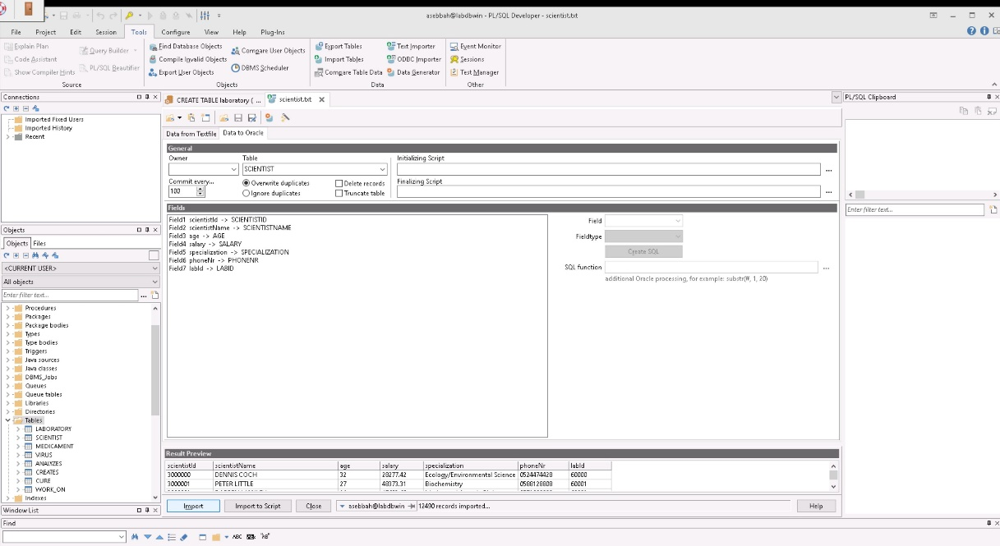 asebbah@labdbwin - PL/SQL Developer - scientist.txt
File Project Edit Session Tools Configure View Help Plug-Ins
Explain Plan
Code Assistant
Show Compiler Hints
Query Builder
PL/SQL Beautifier
Source
Find Database Objects
Compile Invalid Objects
Export User Objects
Compare User Objects
DBMS Scheduler
Objects
Export Tables
Import Tables
Compare Table Data
Text Importer
ODBC Importer
Data Generator
Data
Event Monitor
Sessions
Test Manager
Other
Connections
Imported Fixed Users
Imported History
Recent
CREATE TABLE laboratory ( ...
scientist.txt
PL/SQL Clipboard
Data from Textfile Data to Oracle
General
Owner Table Initializing Script
SCIENTIST
Commit every...
100
Overwrite duplicates
Ignore duplicates
Delete records
Truncate table
Finalizing Script
Fields
Field1 scientistId -> SCIENTISTID
Field2 scientistName -> SCIENTISTNAME
Field3 age -> AGE
Field4 salary -> SALARY
Field5 specialization -> SPECIALIZATION
Field6 phoneNr -> PHONENR
Field7 labId -> LABID
Field
Fieldtype
Create SQL
SQL function
additional Oracle processing, for example: substr(#, 1, 20)
Enter filter text...
Objects
Objects Files
<CURRENT USER>
All objects
Enter filter text...
Procedures
Packages
Package bodies
Types
Type bodies
Triggers
Java sources
Java classes
DBMS_Jobs
Queues
Queue tables
Libraries
Directories
Tables
LABORATORY
SCIENTIST
MEDICAMENT
VIRUS
ANALYZES
CREATES
CURE
WORK_ON
Indexes
Result Preview
scientistId scientistName age salary specialization phoneNr labId
3000000 DENNIS COCH 32 28277.42 Ecology/Environmental Science 0524474428 60000
3000001 PETER LITTLE 27 48373.31 Biochemistry 0588128808 60001
Import Import to Script Close asebbah@labdbwin 12490 records imported... Help
Window List
Find
ABC
"AB"